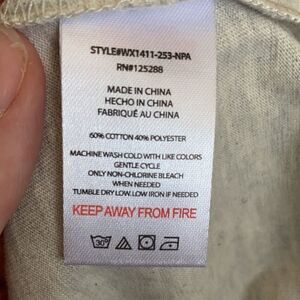 STYLE#WX1411-253-NPA
RN#125288
MADE IN CHINA
HECHO IN CHINA
FABRIQUÉ AU CHINA
60% COTTON 40% POLYESTER
MACHINE WASH COLD WITH LIKE COLORS
GENTLE CYCLE
ONLY NON-CHLORINE BLEACH
WHEN NEEDED
TUMBLE DRY LOW. LOW IRON IF NEEDED
KEEP AWAY FROM FIRE
30°